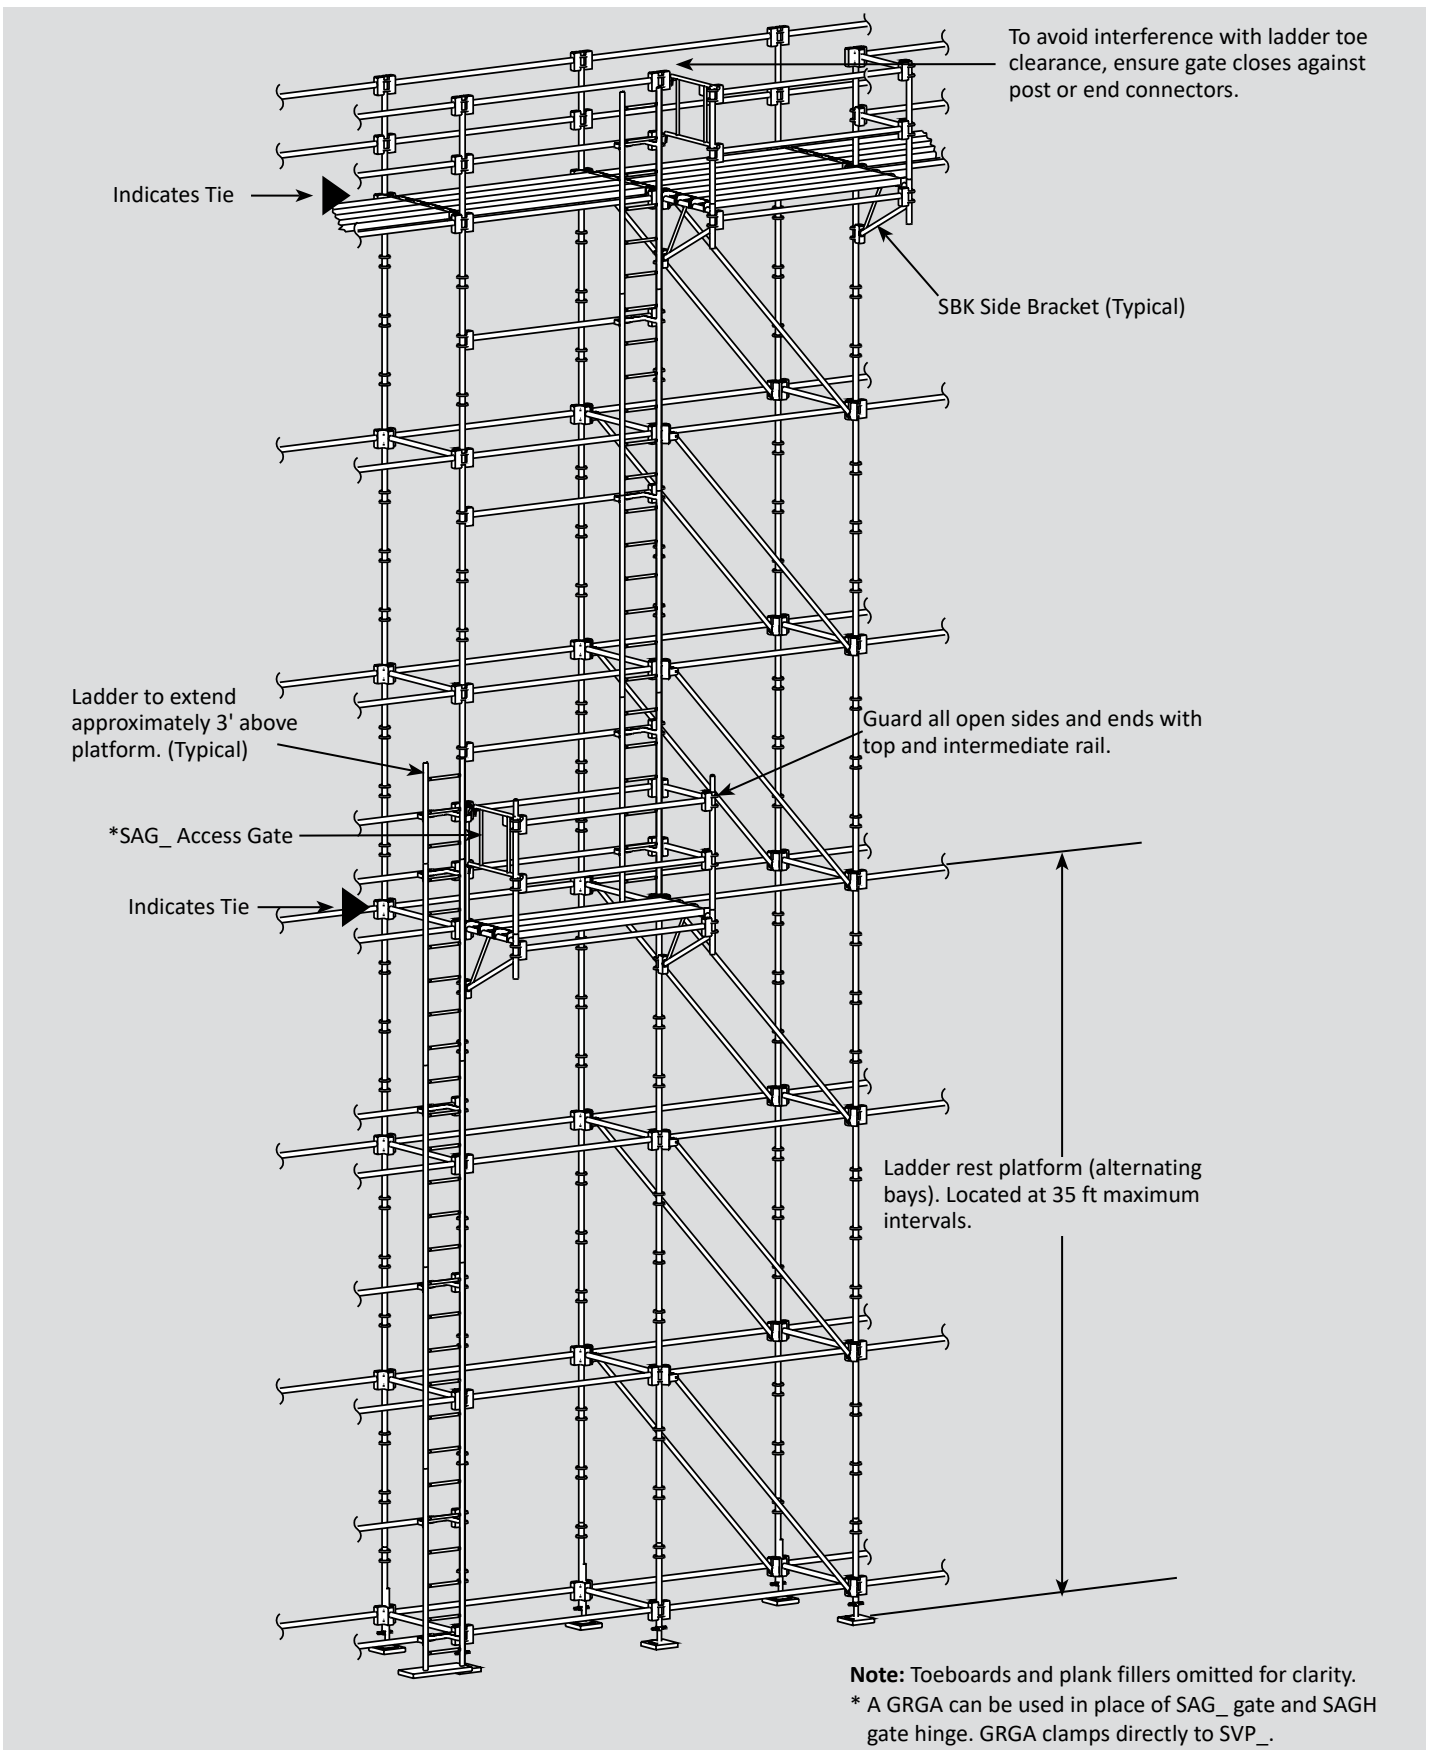 To avoid interference with ladder toe
clearance, ensure gate closes against
post or end connectors.
Indicates Tie
SBK Side Bracket (Typical)
Ladder to extend
approximately 3' above
platform. (Typical)
Guard all open sides and ends with
top and intermediate rail.
*SAG_ Access Gate
Indicates Tie
Ladder rest platform (alternating
bays). Located at 35 ft maximum
intervals.
Note: Toeboards and plank fillers omitted for clarity.
* A GRGA can be used in place of SAG_ gate and SAGH
gate hinge. GRGA clamps directly to SVP_.